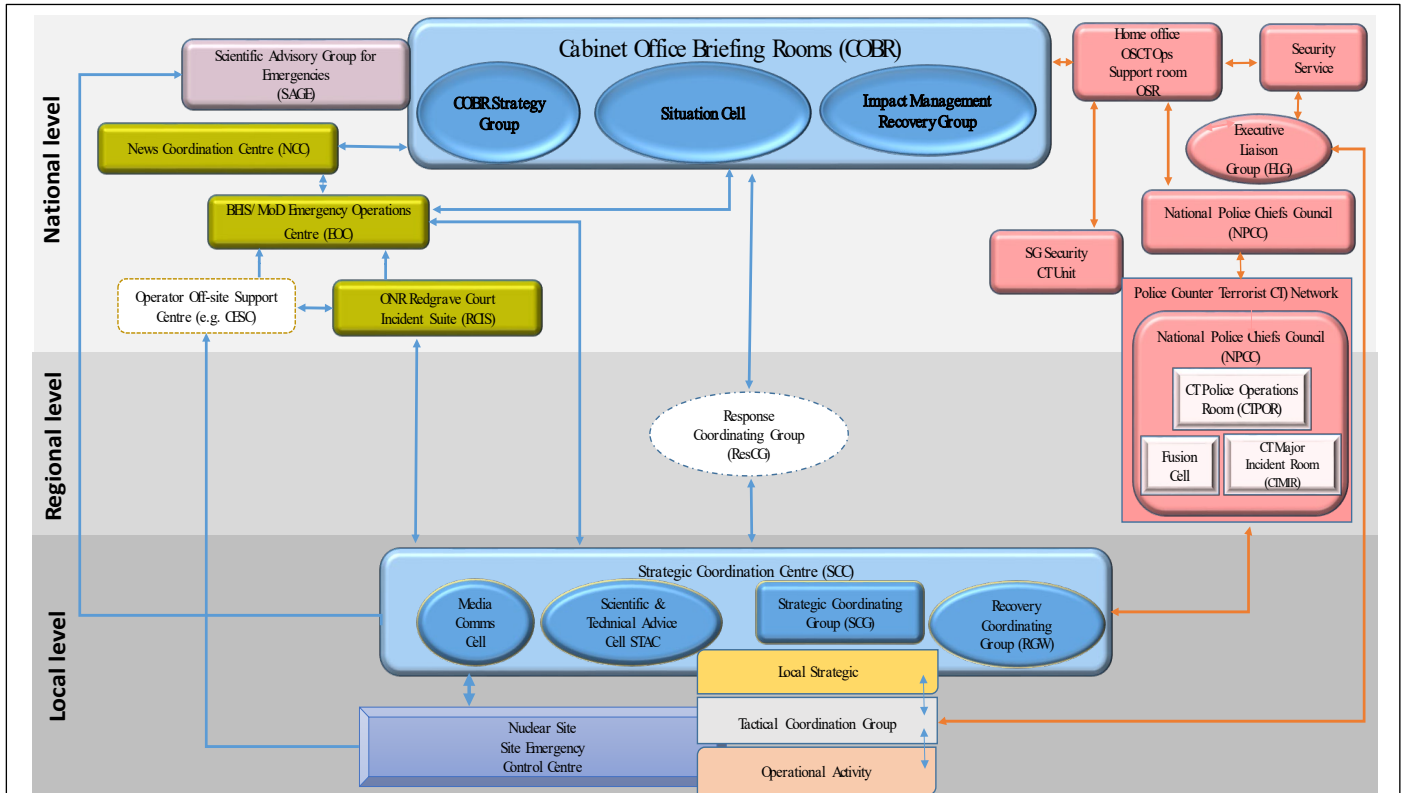 National level
Scientific Advisory Group for
Emergencies
(SAGE)
Cabinet Office Briefing Rooms (COBR)
COBR Strategy
Group
Situation Cell
Impact Management
Recovery Group
Home office
OSCT Ops
Support room
OSR
Security
Service
News Coordination Centre (NCC)
Executive
Liaison
Group (ELG)
BEIS/ MoD Emergency Operations
Centre (EOC)
National Police Chiefs Council
(NPCC)
SG Security
CT Unit
Operator Off-site Support
Centre (e.g. CESC)
ONR Redgrave Court
Incident Suite (RCIS)
Police Counter Terrorist CT) Network
National Police Chiefs Council
(NPCC)
CT Police Operations
Room (CTPOR)
Fusion
Cell
CT Major
Incident Room
(CIMIR)
Regional level
Response
Coordinating Group
(ResCG)
Local level
Strategic Coordination Centre (SCC)
Media
Comms
Cell
Scientific &
Technical Advice
Cell STAC
Strategic Coordinating
Group (SCG)
Recovery
Coordinating
Group (RGW)
Local Strategic
Tactical Coordination Group
Operational Activity
Nuclear Site
Site Emergency
Control Centre